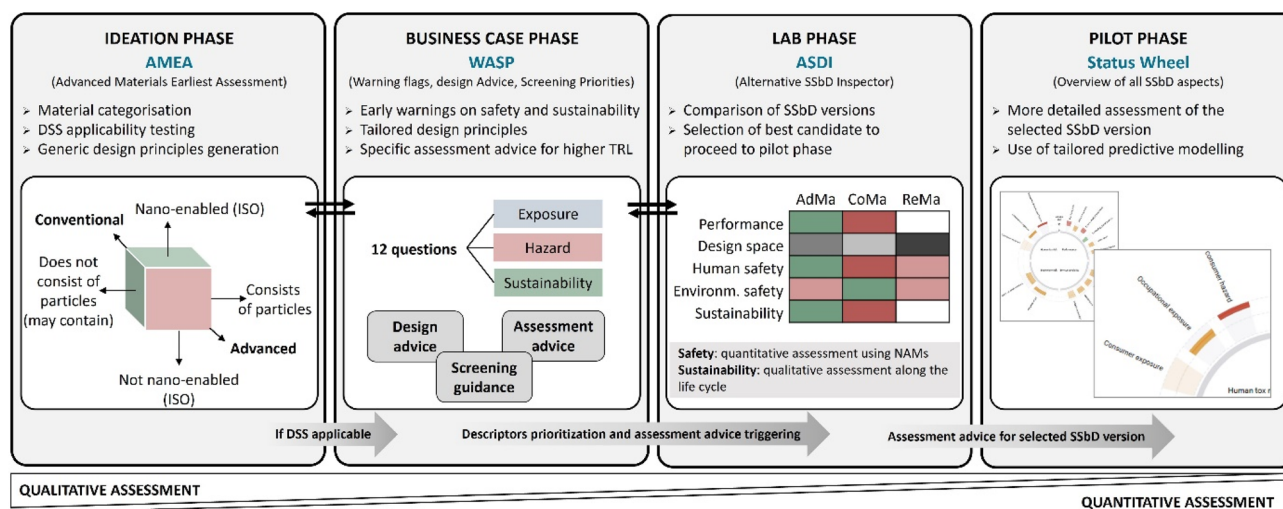 IDEATION PHASE
AMEA
(Advanced Materials Earliest Assessment)
➢ Material categorisation
➢ DSS applicability testing
➢ Generic design principles generation
Conventional
Nano-enabled (ISO)
Does not
consist of
particles
(may contain)
Consists
of particles
Advanced
Not nano-enabled
(ISO)
BUSINESS CASE PHASE
WASP
(Warning flags, design Advice, Screening Priorities)
➢ Early warnings on safety and sustainability
➢ Tailored design principles
➢ Specific assessment advice for higher TRL
12 questions
Exposure
Hazard
Sustainability
Design
advice
Assessment
advice
Screening
guidance
LAB PHASE
ASDI
(Alternative SSbD Inspector)
➢ Comparison of SSbD versions
➢ Selection of best candidate to
proceed to pilot phase
AdMa CoMa ReMa
Performance
Design space
Human safety
Environm. safety
Sustainability
Safety: quantitative assessment using NAMs
Sustainability: qualitative assessment along the
life cycle
PILOT PHASE
Status Wheel
(Overview of all SSbD aspects)
➢ More detailed assessment of the
selected SSbD version
➢ Use of tailored predictive modelling
Consumer hazard
Occupational exposure
Consumer exposure
Human tox
If DSS applicable
Descriptors prioritization and assessment advice triggering
Assessment advice for selected SSbD version
QUALITATIVE ASSESSMENT
QUANTITATIVE ASSESSMENT